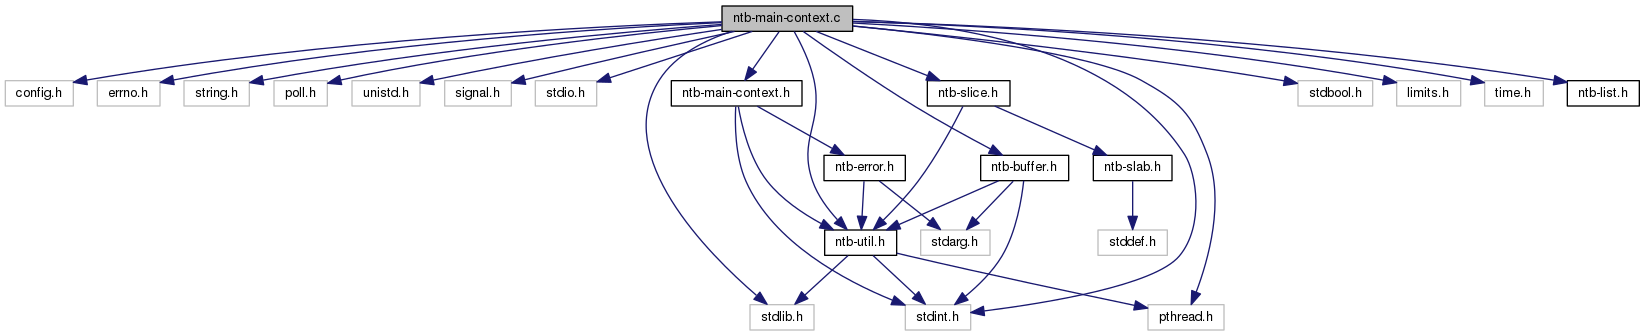 ntb-main-context.c
config.h
errno.h
string.h
poll.h
unistd.h
signal.h
stdio.h
ntb-main-context.h
ntb-slice.h
stdbool.h
limits.h
time.h
ntb-list.h
ntb-error.h
ntb-buffer.h
ntb-slab.h
ntb-util.h
stdarg.h
stddef.h
stdlib.h
stdint.h
pthread.h